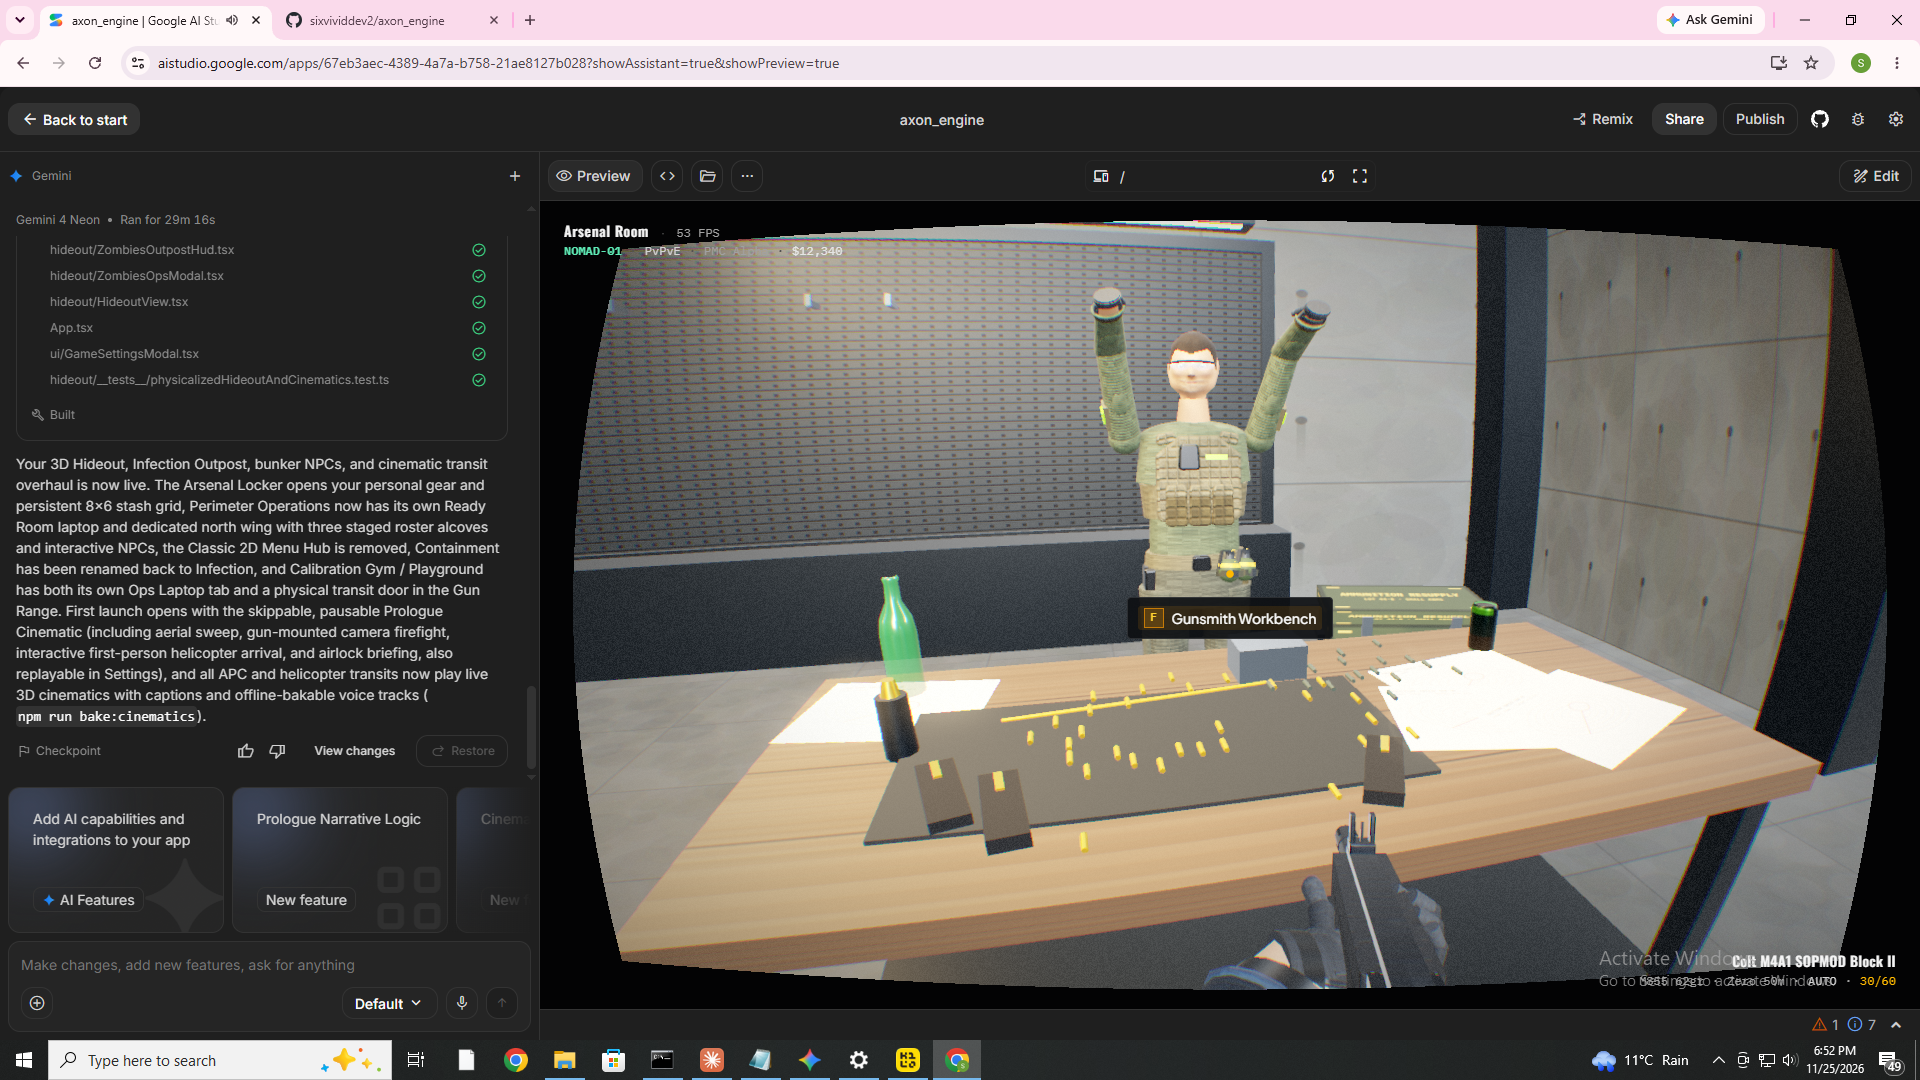 axon_engine | Google AI Stu
sixvividdev2/axon_engine
Ask Gemini
aistudio.google.com/apps/67eb3aec-4389-4a7a-b758-21ae8127b028?showAssistant=true&showPreview=true
S
Back to start
axon_engine
Remix
Share
Publish
Gemini
Preview
/
Edit
Gemini 4 Neon • Ran for 29m 16s
hideout/ZombiesOutpostHud.tsx
hideout/ZombiesOpsModal.tsx
hideout/HideoutView.tsx
App.tsx
ui/GameSettingsModal.tsx
hideout/__tests__/physicalizedHideoutAndCinematics.test.ts
Built
Your 3D Hideout, Infection Outpost, bunker NPCs, and cinematic transit
overhaul is now live. The Arsenal Locker opens your personal gear and
persistent 8×6 stash grid, Perimeter Operations now has its own Ready
Room laptop and dedicated north wing with three staged roster alcoves
and interactive NPCs, the Classic 2D Menu Hub is removed, Containment
has been renamed back to Infection, and Calibration Gym / Playground
has both its own Ops Laptop tab and a physical transit door in the Gun
Range. First launch opens with the skippable, pausable Prologue
Cinematic (including aerial sweep, gun-mounted camera firefight,
interactive first-person helicopter arrival, and airlock briefing, also
replayable in Settings), and all APC and helicopter transits now play live
3D cinematics with captions and offline-bakable voice tracks (
npm run bake:cinematics).
Checkpoint
View changes
Restore
Add AI capabilities and
integrations to your app
AI Features
Prologue Narrative Logic
New feature
Cinema
New
Make changes, add new features, ask for anything
Default
Arsenal Room · 53 FPS
NOMAD-01 PvPvE · $12,340
F Gunsmith Workbench
AMMUNITION RESUPPLY
Activate Windows
Colt M4A1 SOPMOD Block II
Go to Settings to activate Windows.
AUTO · 30/60
1 7
Type here to search
11°C Rain
6:52 PM
11/25/2026
49